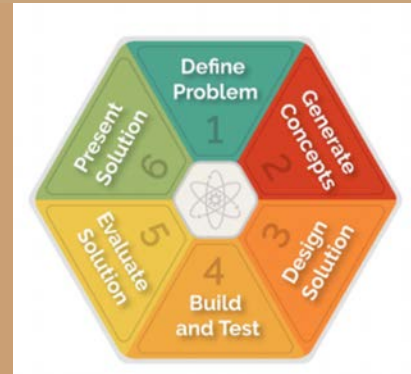 Define
Problem
1
Generate
Concepts
2
3
Design
Solution
4
Build
and Test
5
Evaluate
Solution
6
Present
Solution